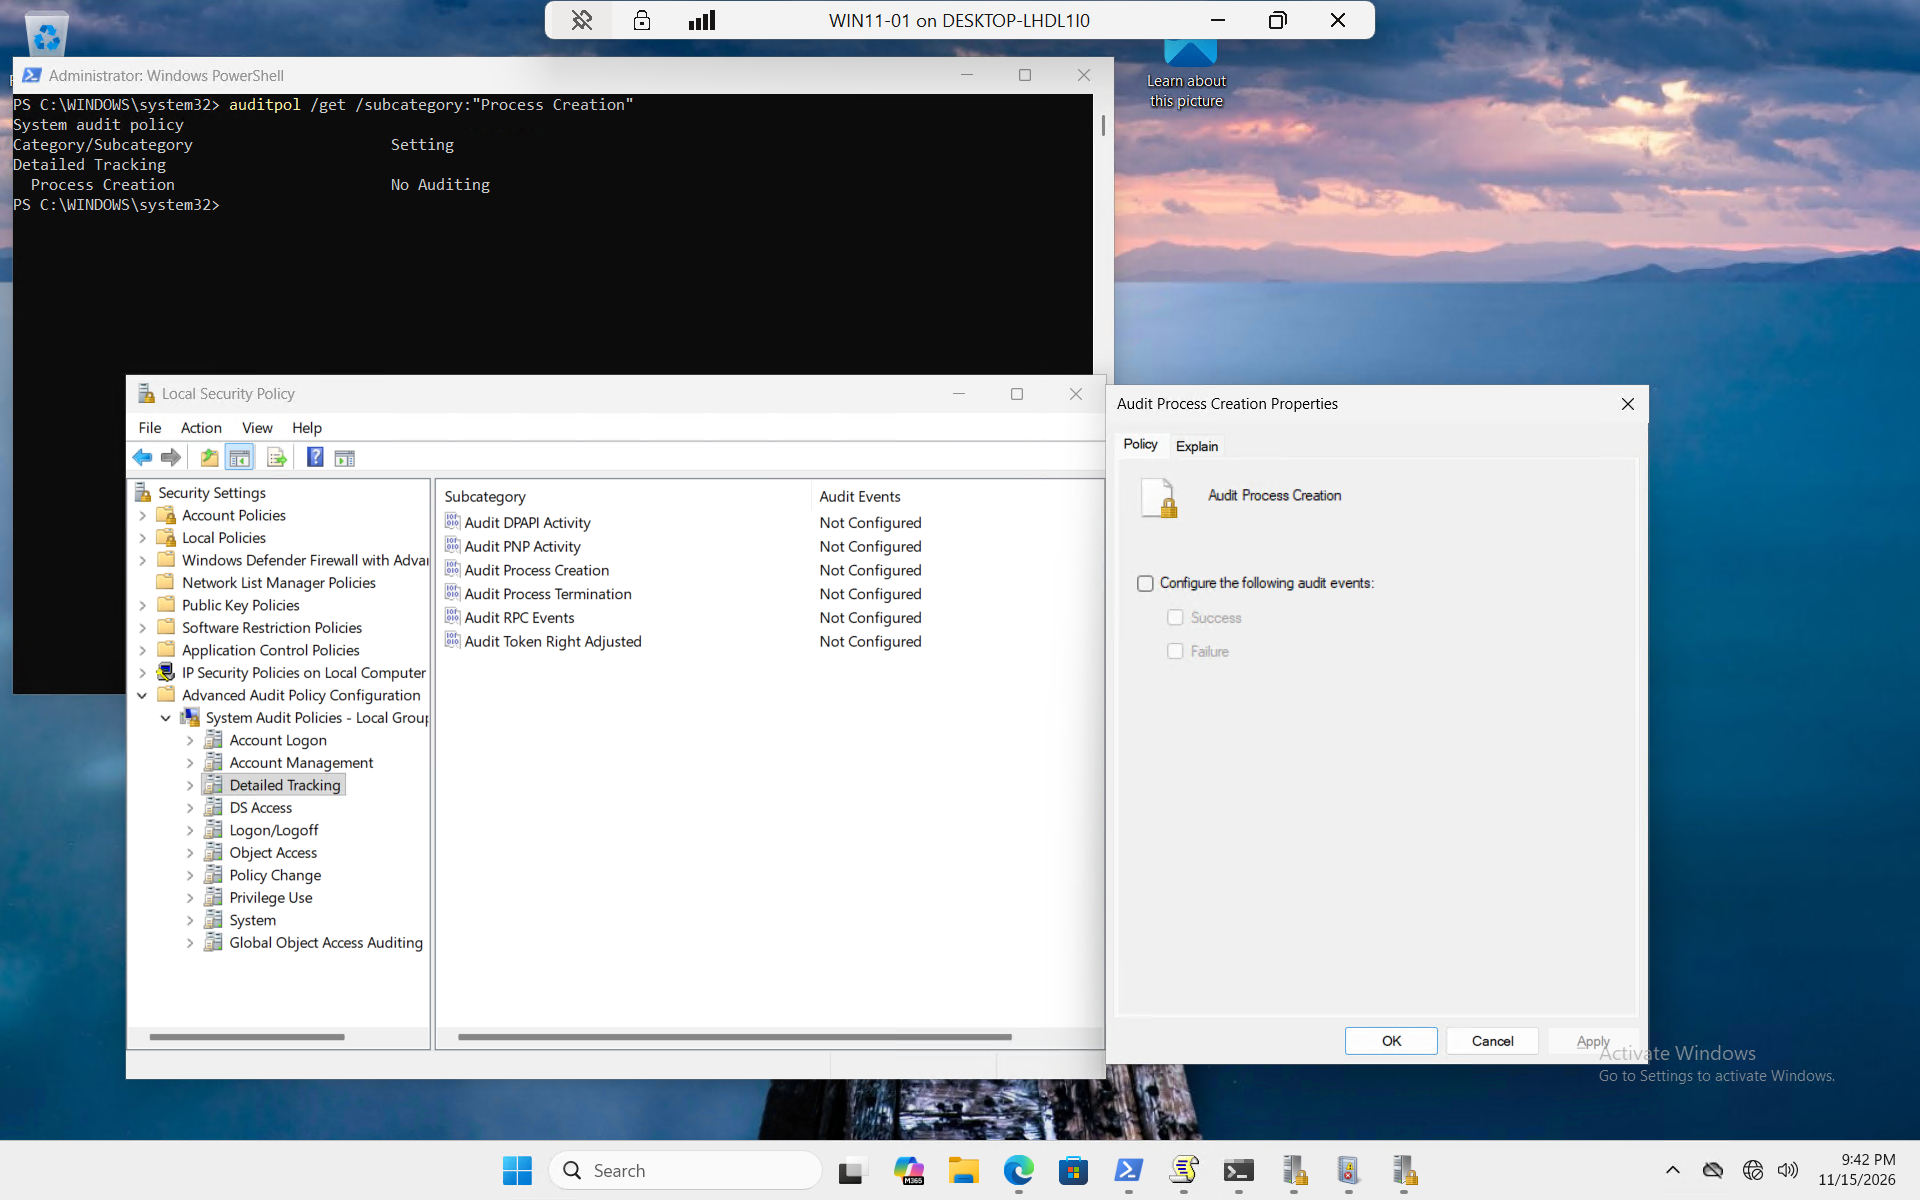 WIN11-01 on DESKTOP-LHDL1I0
Learn about
this picture
Administrator: Windows PowerShell
PS C:\WINDOWS\system32> auditpol /get /subcategory:"Process Creation"
System audit policy
Category/Subcategory Setting
Detailed Tracking
Process Creation No Auditing
PS C:\WINDOWS\system32>
Local Security Policy
File Action View Help
Security Settings
Account Policies
Local Policies
Windows Defender Firewall with Advan
Network List Manager Policies
Public Key Policies
Software Restriction Policies
Application Control Policies
IP Security Policies on Local Computer
Advanced Audit Policy Configuration
System Audit Policies - Local Group
Account Logon
Account Management
Detailed Tracking
DS Access
Logon/Logoff
Object Access
Policy Change
Privilege Use
System
Global Object Access Auditing
Subcategory Audit Events
Audit DPAPI Activity Not Configured
Audit PNP Activity Not Configured
Audit Process Creation Not Configured
Audit Process Termination Not Configured
Audit RPC Events Not Configured
Audit Token Right Adjusted Not Configured
Audit Process Creation Properties
Policy Explain
Audit Process Creation
Configure the following audit events:
Success
Failure
OK Cancel Apply
Activate Windows
Go to Settings to activate Windows.
Search
M365
9:42 PM
11/15/2026